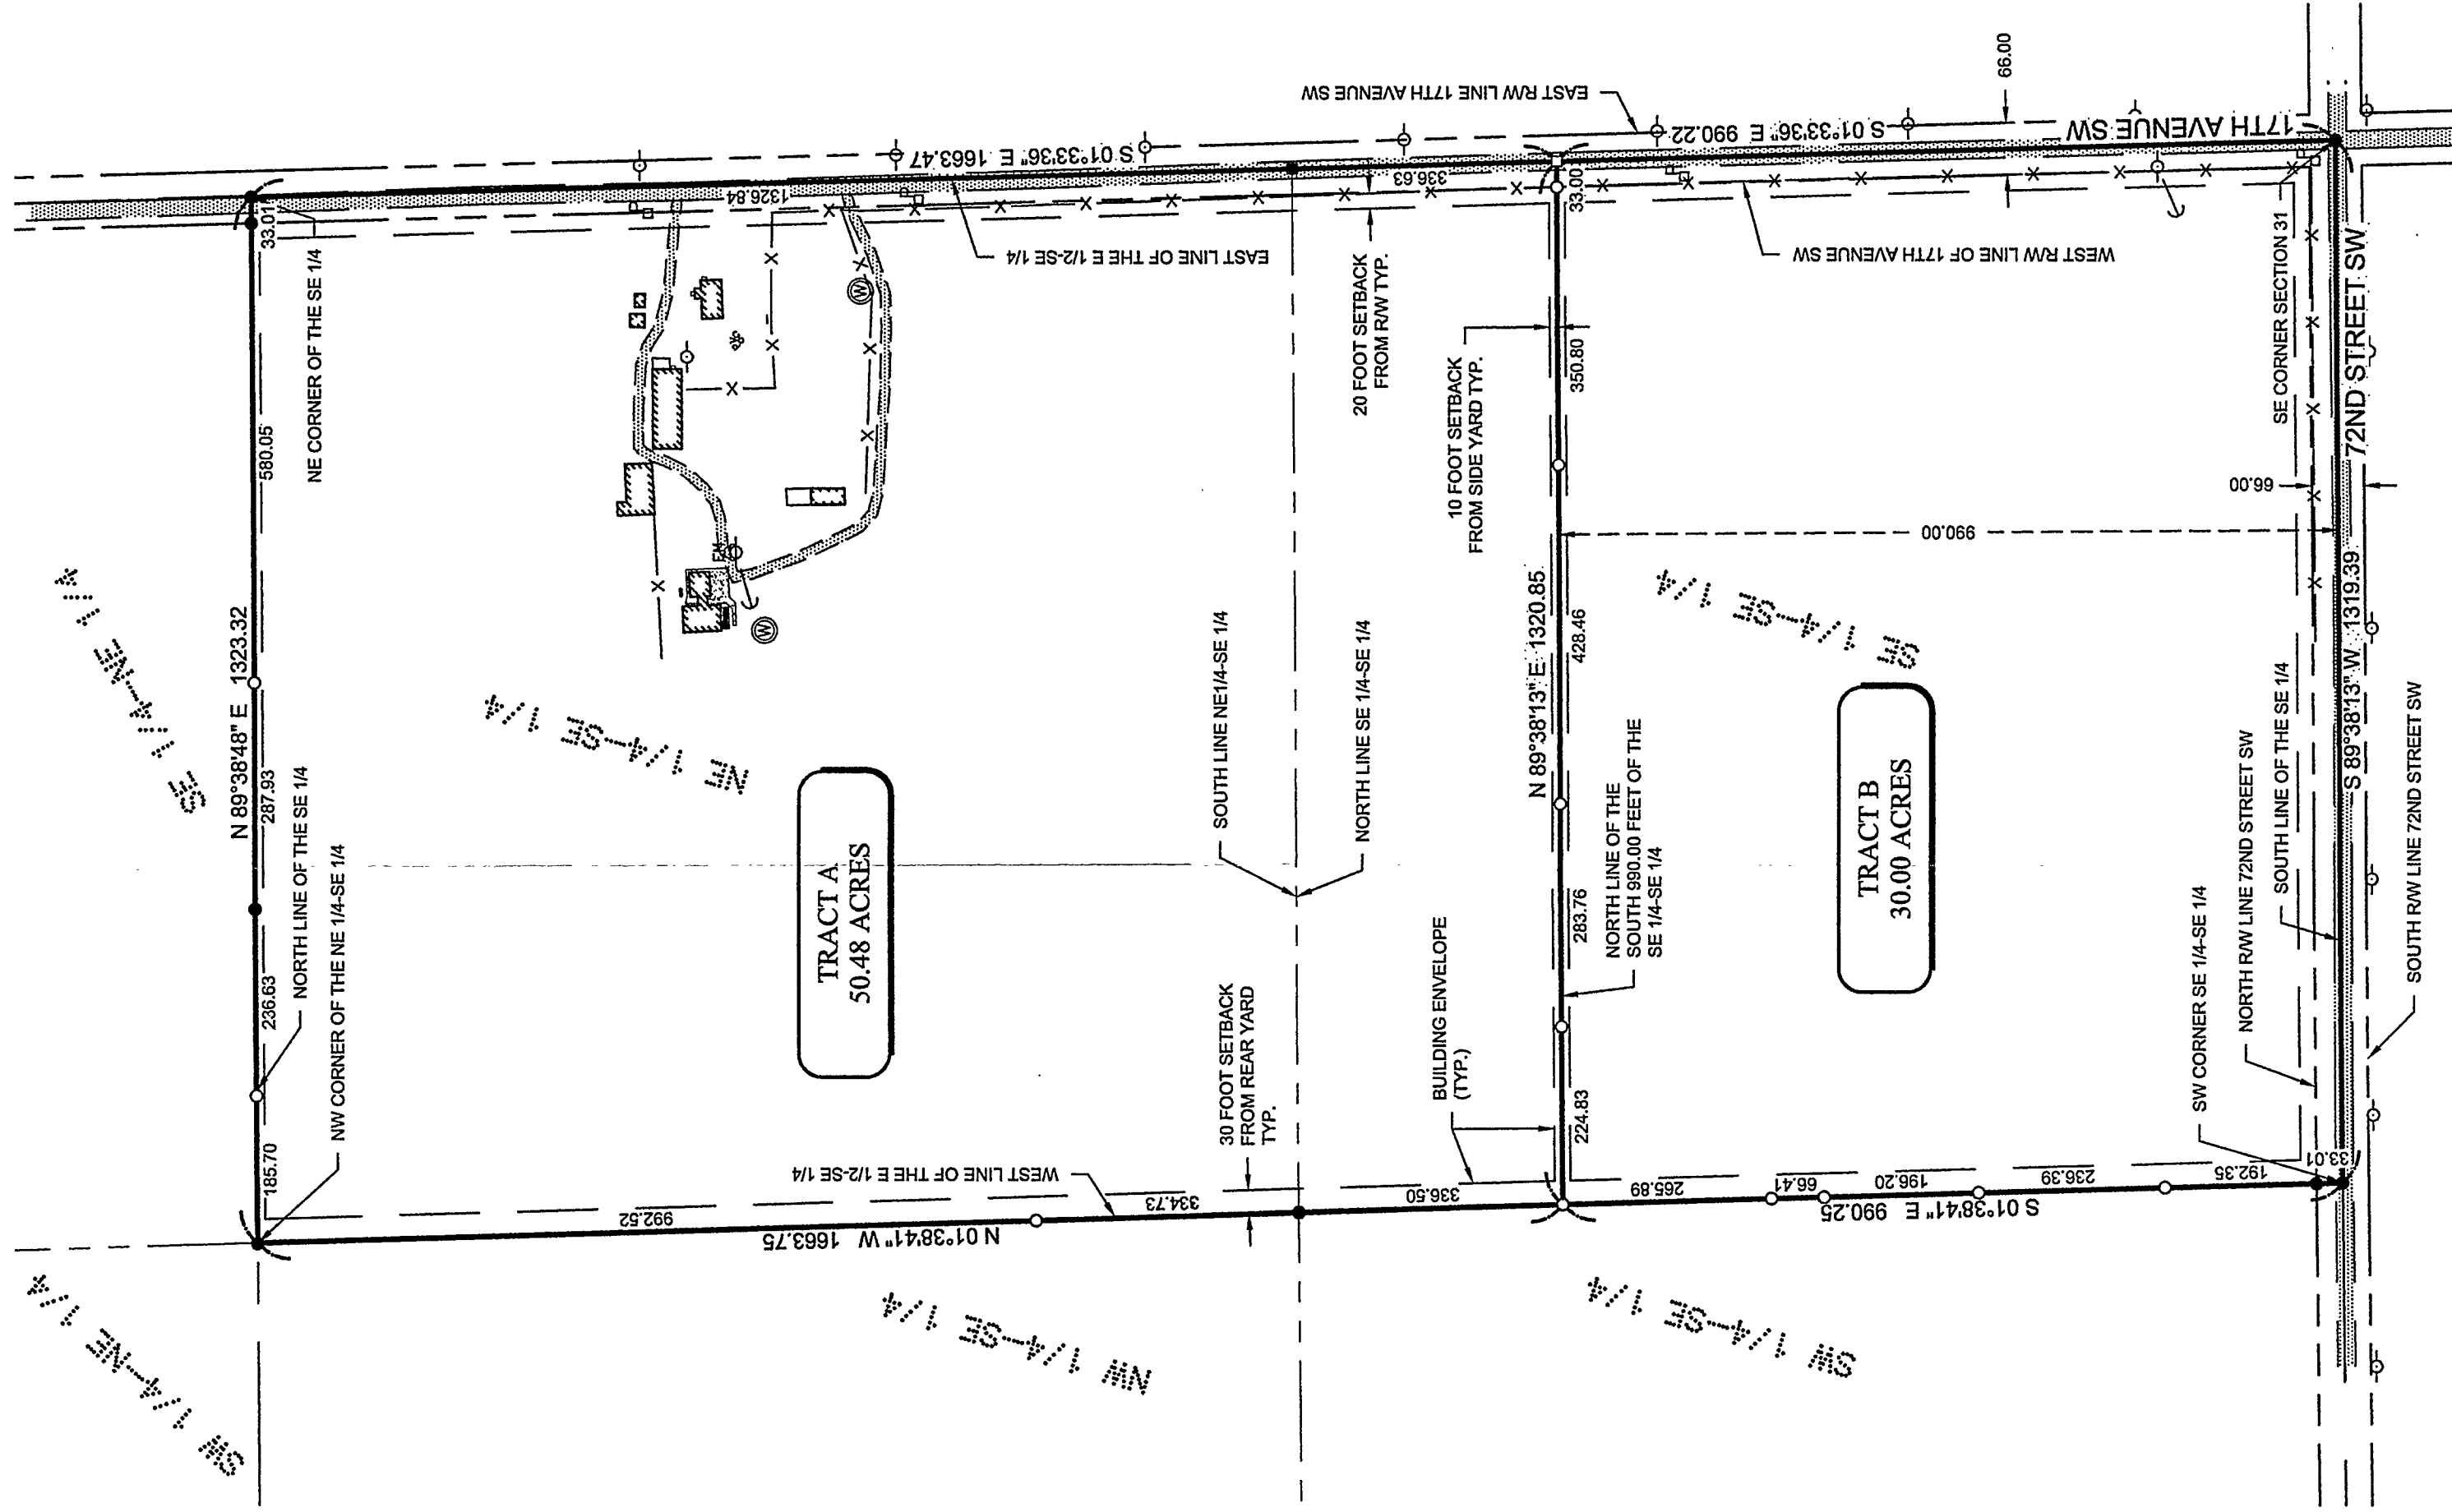 SW 1/4-NE 1/4
SE 1/4-NE 1/4
N 89°38'48" E 1323.32
185.70
236.63
287.93
580.05
33.01
NORTH LINE OF THE SE 1/4
NW CORNER OF THE NE 1/4-SE 1/4
NE CORNER OF THE SE 1/4
S 01°33'36" E 1663.47
1326.84
336.63
EAST LINE OF THE E 1/2-SE 1/4
EAST R/W LINE 17TH AVENUE SW
NE 1/4-SE 1/4
W
W
EM
TRACT A
50.48 ACRES
N 01°38'41" W 1663.75
992.52
334.73
336.50
WEST LINE OF THE E 1/2-SE 1/4
NW 1/4-SE 1/4
30 FOOT SETBACK
FROM REAR YARD
TYP.
SOUTH LINE NE1/4-SE 1/4
NORTH LINE SE 1/4-SE 1/4
20 FOOT SETBACK
FROM R/W TYP.
BUILDING ENVELOPE
(TYP.)
10 FOOT SETBACK
FROM SIDE YARD TYP.
N 89°38'13" E 1320.85
224.83
283.76
428.46
350.80
33.00
NORTH LINE OF THE
SOUTH 990.00 FEET OF THE
SE 1/4-SE 1/4
SE 1/4-SE 1/4
990.00
S 01°33'36" E 990.22
66.00
17TH AVENUE SW
WEST R/W LINE OF 17TH AVENUE SW
TRACT B
30.00 ACRES
S 01°38'41" E 990.25
265.89
66.41
196.20
236.39
192.35
33.01
SW 1/4-SE 1/4
SW CORNER SE 1/4-SE 1/4
NORTH R/W LINE 72ND STREET SW
SOUTH LINE OF THE SE 1/4
SE CORNER SECTION 31
66.00
S 89°38'13" W 1319.39
72ND STREET SW
SOUTH R/W LINE 72ND STREET SW